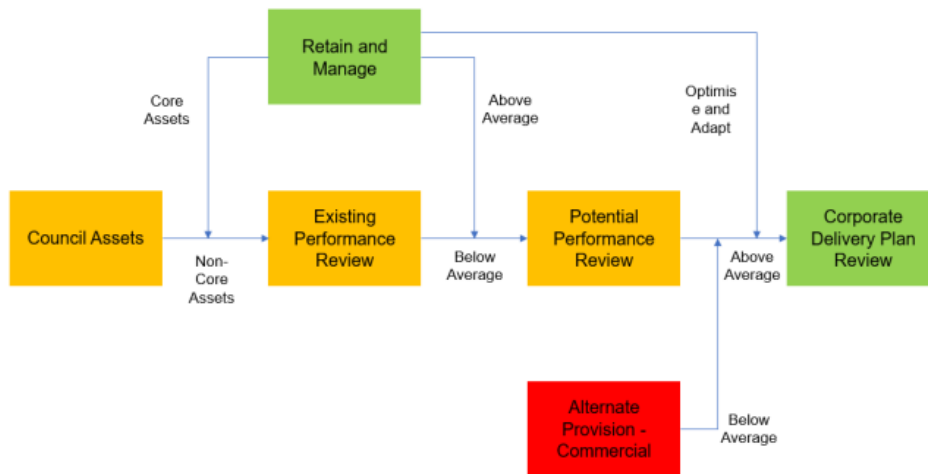 Retain and
Manage
Core
Assets
Above
Average
Optimis
e and
Adapt
Council Assets
Non-
Core
Assets
Existing
Performance
Review
Below
Average
Potential
Performance
Review
Above
Average
Corporate
Delivery Plan
Review
Alternate
Provision -
Commercial
Below
Average